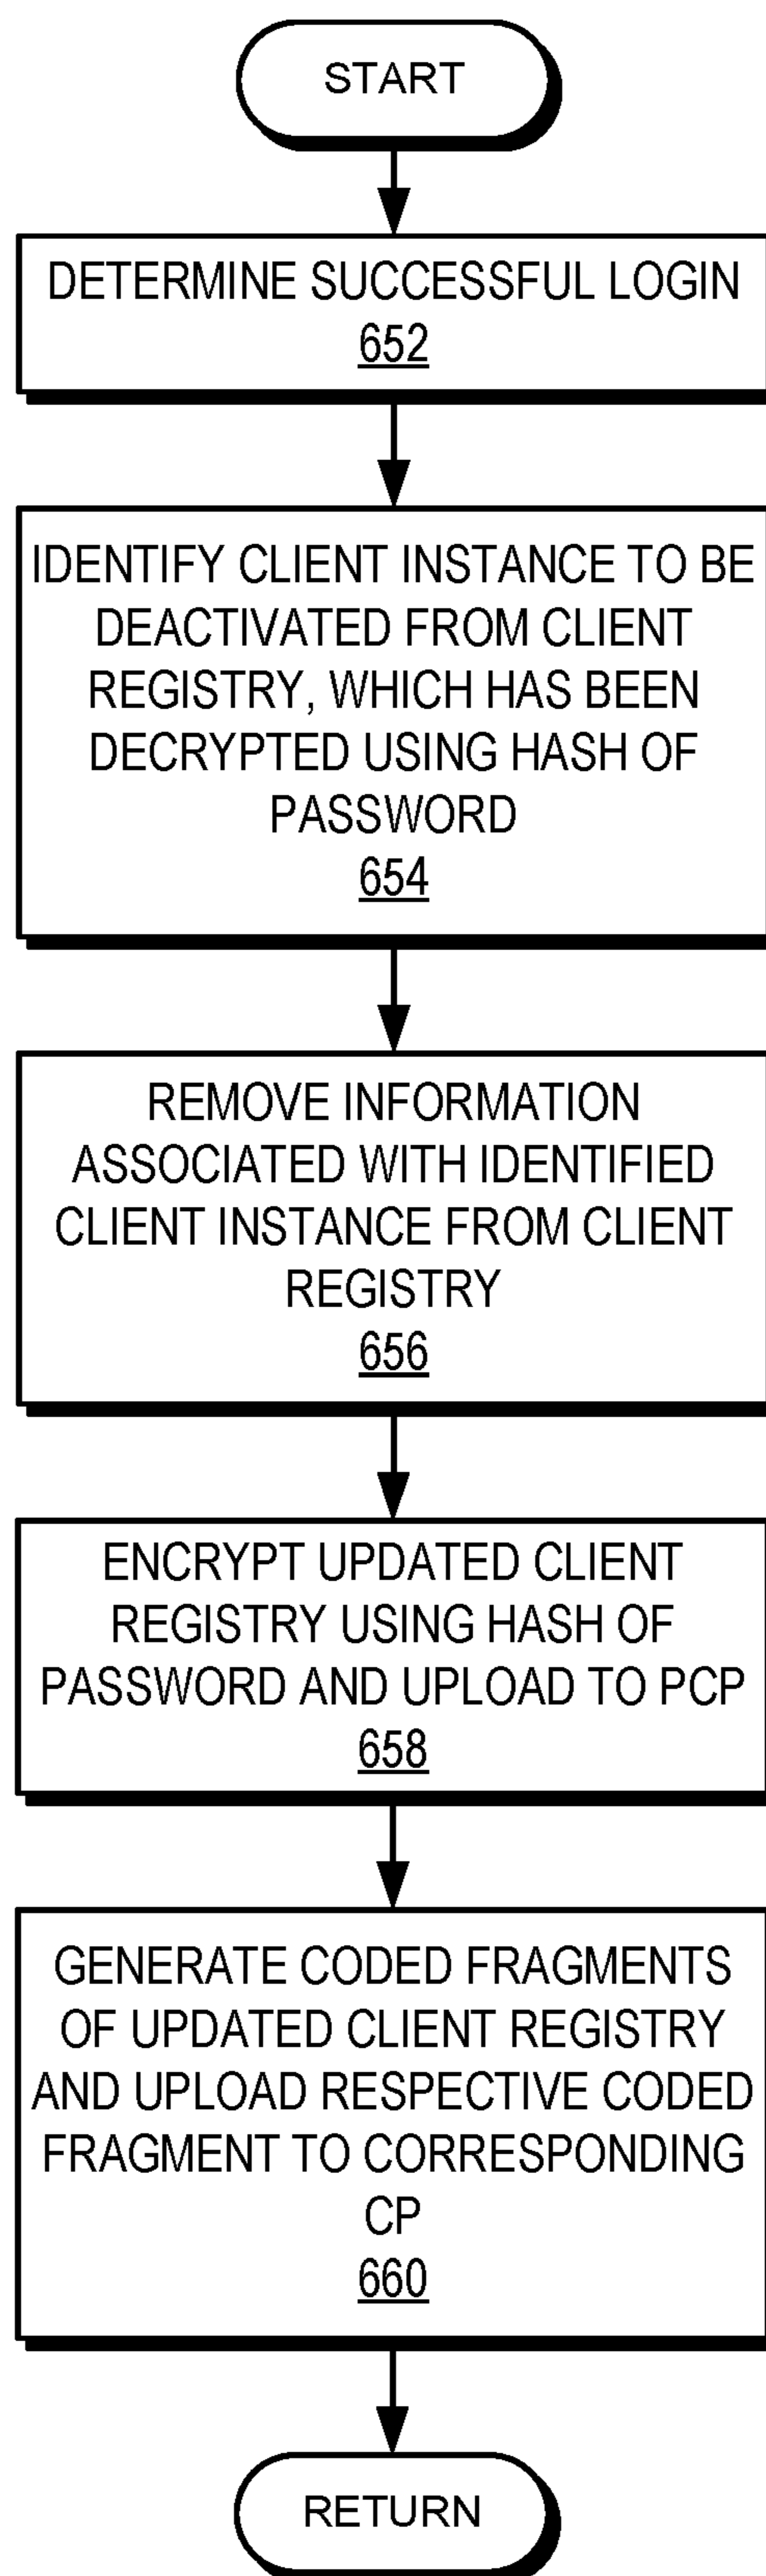 START
DETERMINE SUCCESSFUL LOGIN
652
IDENTIFY CLIENT INSTANCE TO BE
DEACTIVATED FROM CLIENT
REGISTRY, WHICH HAS BEEN
DECRYPTED USING HASH OF
PASSWORD
654
REMOVE INFORMATION
ASSOCIATED WITH IDENTIFIED
CLIENT INSTANCE FROM CLIENT
REGISTRY
656
ENCRYPT UPDATED CLIENT
REGISTRY USING HASH OF
PASSWORD AND UPLOAD TO PCP
658
GENERATE CODED FRAGMENTS
OF UPDATED CLIENT REGISTRY
AND UPLOAD RESPECTIVE CODED
FRAGMENT TO CORRESPONDING
CP
660
RETURN